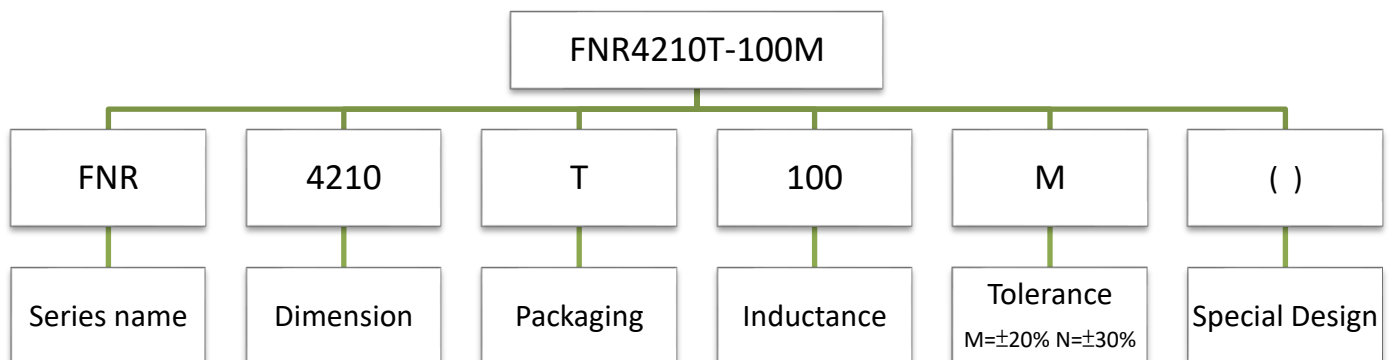 FNR4210T-100M
FNR
4210
T
100
M
( )
Series name
Dimension
Packaging
Inductance
Tolerance
M=±20% N=±30%
Special Design